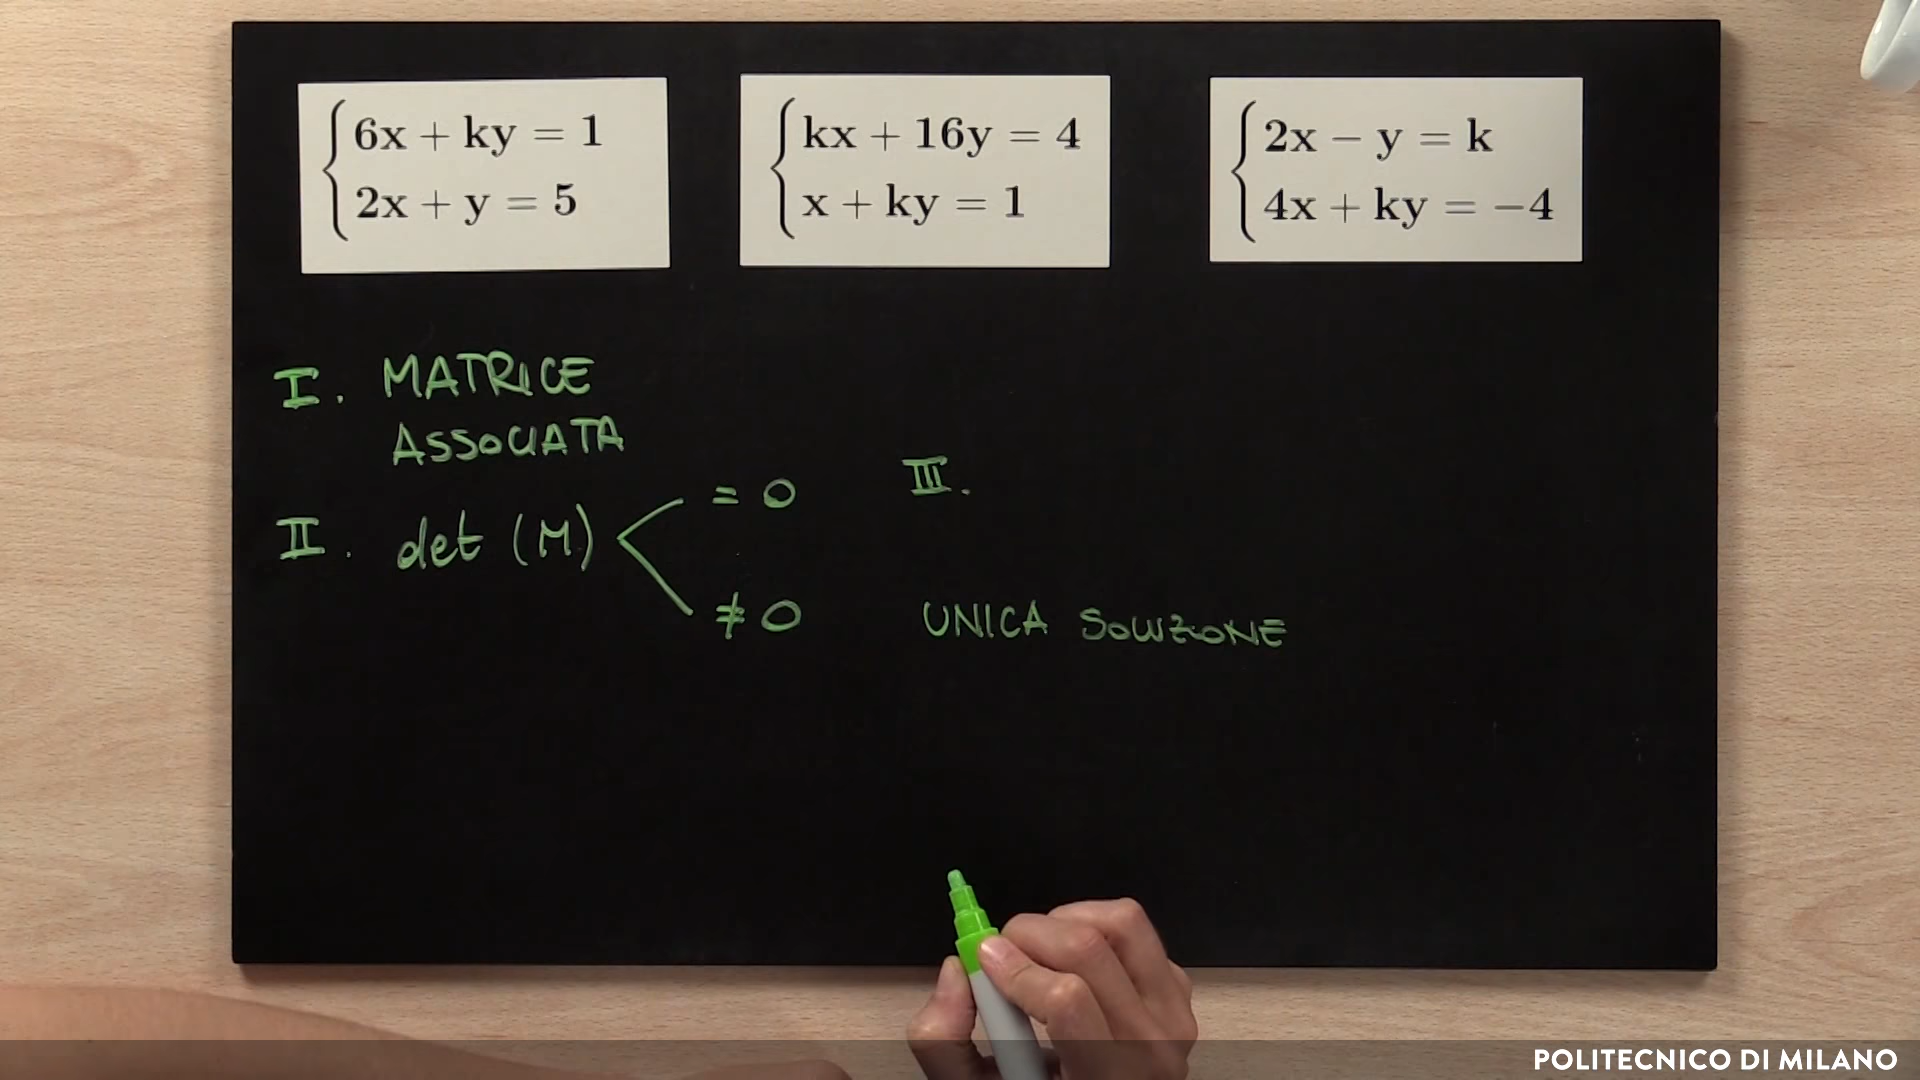 6x + ky = 1
2x + y = 5
kx + 16y = 4
x + ky = 1
2x − y = k
4x + ky = −4
I. MATRICE
ASSOCIATA
II. det (M)
= 0
III.
≠ 0
UNICA SOLUZIONE
POLITECNICO DI MILANO